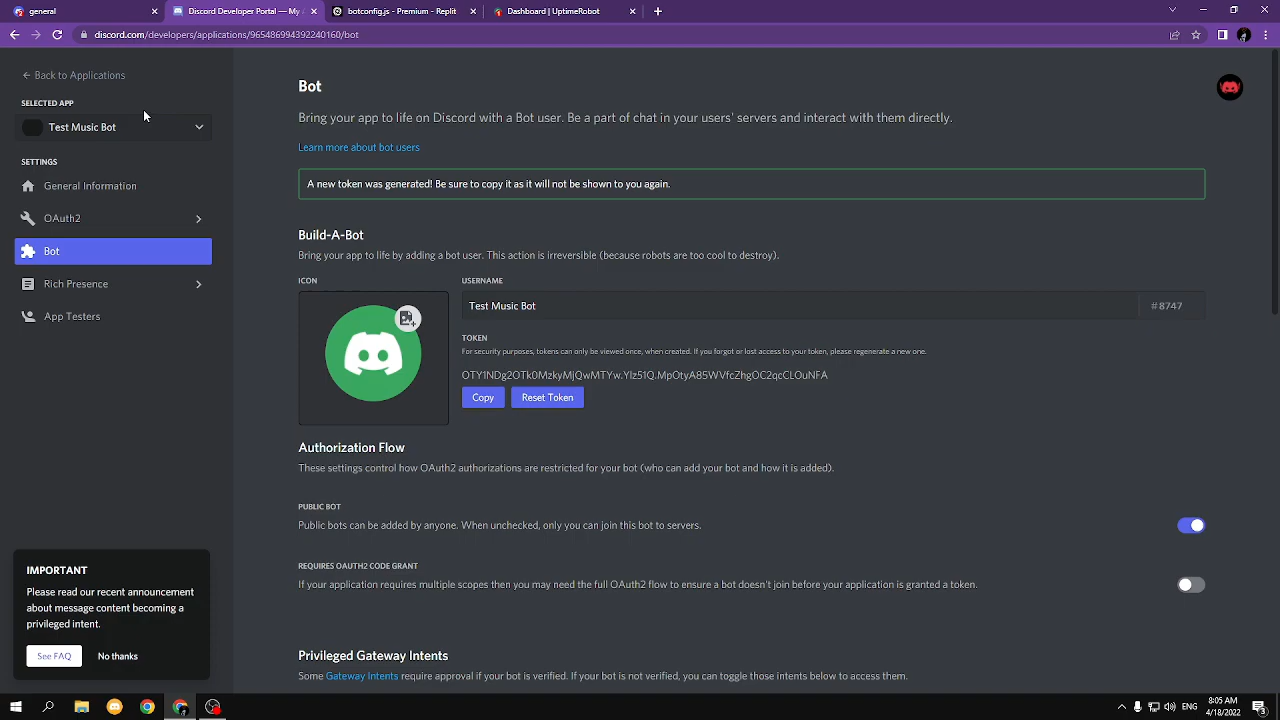 general
Discord Developer Portal — My
botconfig.js - Premium - Replit
Dashboard | UptimeRobot
discord.com/developers/applications/965486994392240160/bot
Back to Applications
SELECTED APP
Test Music Bot
SETTINGS
General Information
OAuth2
Bot
Rich Presence
App Testers
IMPORTANT
Please read our recent announcement
about message content becoming a
privileged intent.
See FAQ
No thanks
Bot
Bring your app to life on Discord with a Bot user. Be a part of chat in your users' servers and interact with them directly.
Learn more about bot users
A new token was generated! Be sure to copy it as it will not be shown to you again.
Build-A-Bot
Bring your app to life by adding a bot user. This action is irreversible (because robots are too cool to destroy).
ICON
USERNAME
Test Music Bot
#8747
TOKEN
For security purposes, tokens can only be viewed once, when created. If you forgot or lost access to your token, please regenerate a new one.
Copy
Reset Token
Authorization Flow
These settings control how OAuth2 authorizations are restricted for your bot (who can add your bot and how it is added).
PUBLIC BOT
Public bots can be added by anyone. When unchecked, only you can join this bot to servers.
REQUIRES OAUTH2 CODE GRANT
If your application requires multiple scopes then you may need the full OAuth2 flow to ensure a bot doesn't join before your application is granted a token.
Privileged Gateway Intents
Some Gateway Intents require approval if your bot is verified. If your bot is not verified, you can toggle those intents below to access them.
ENG
8:05 AM
4/18/2022